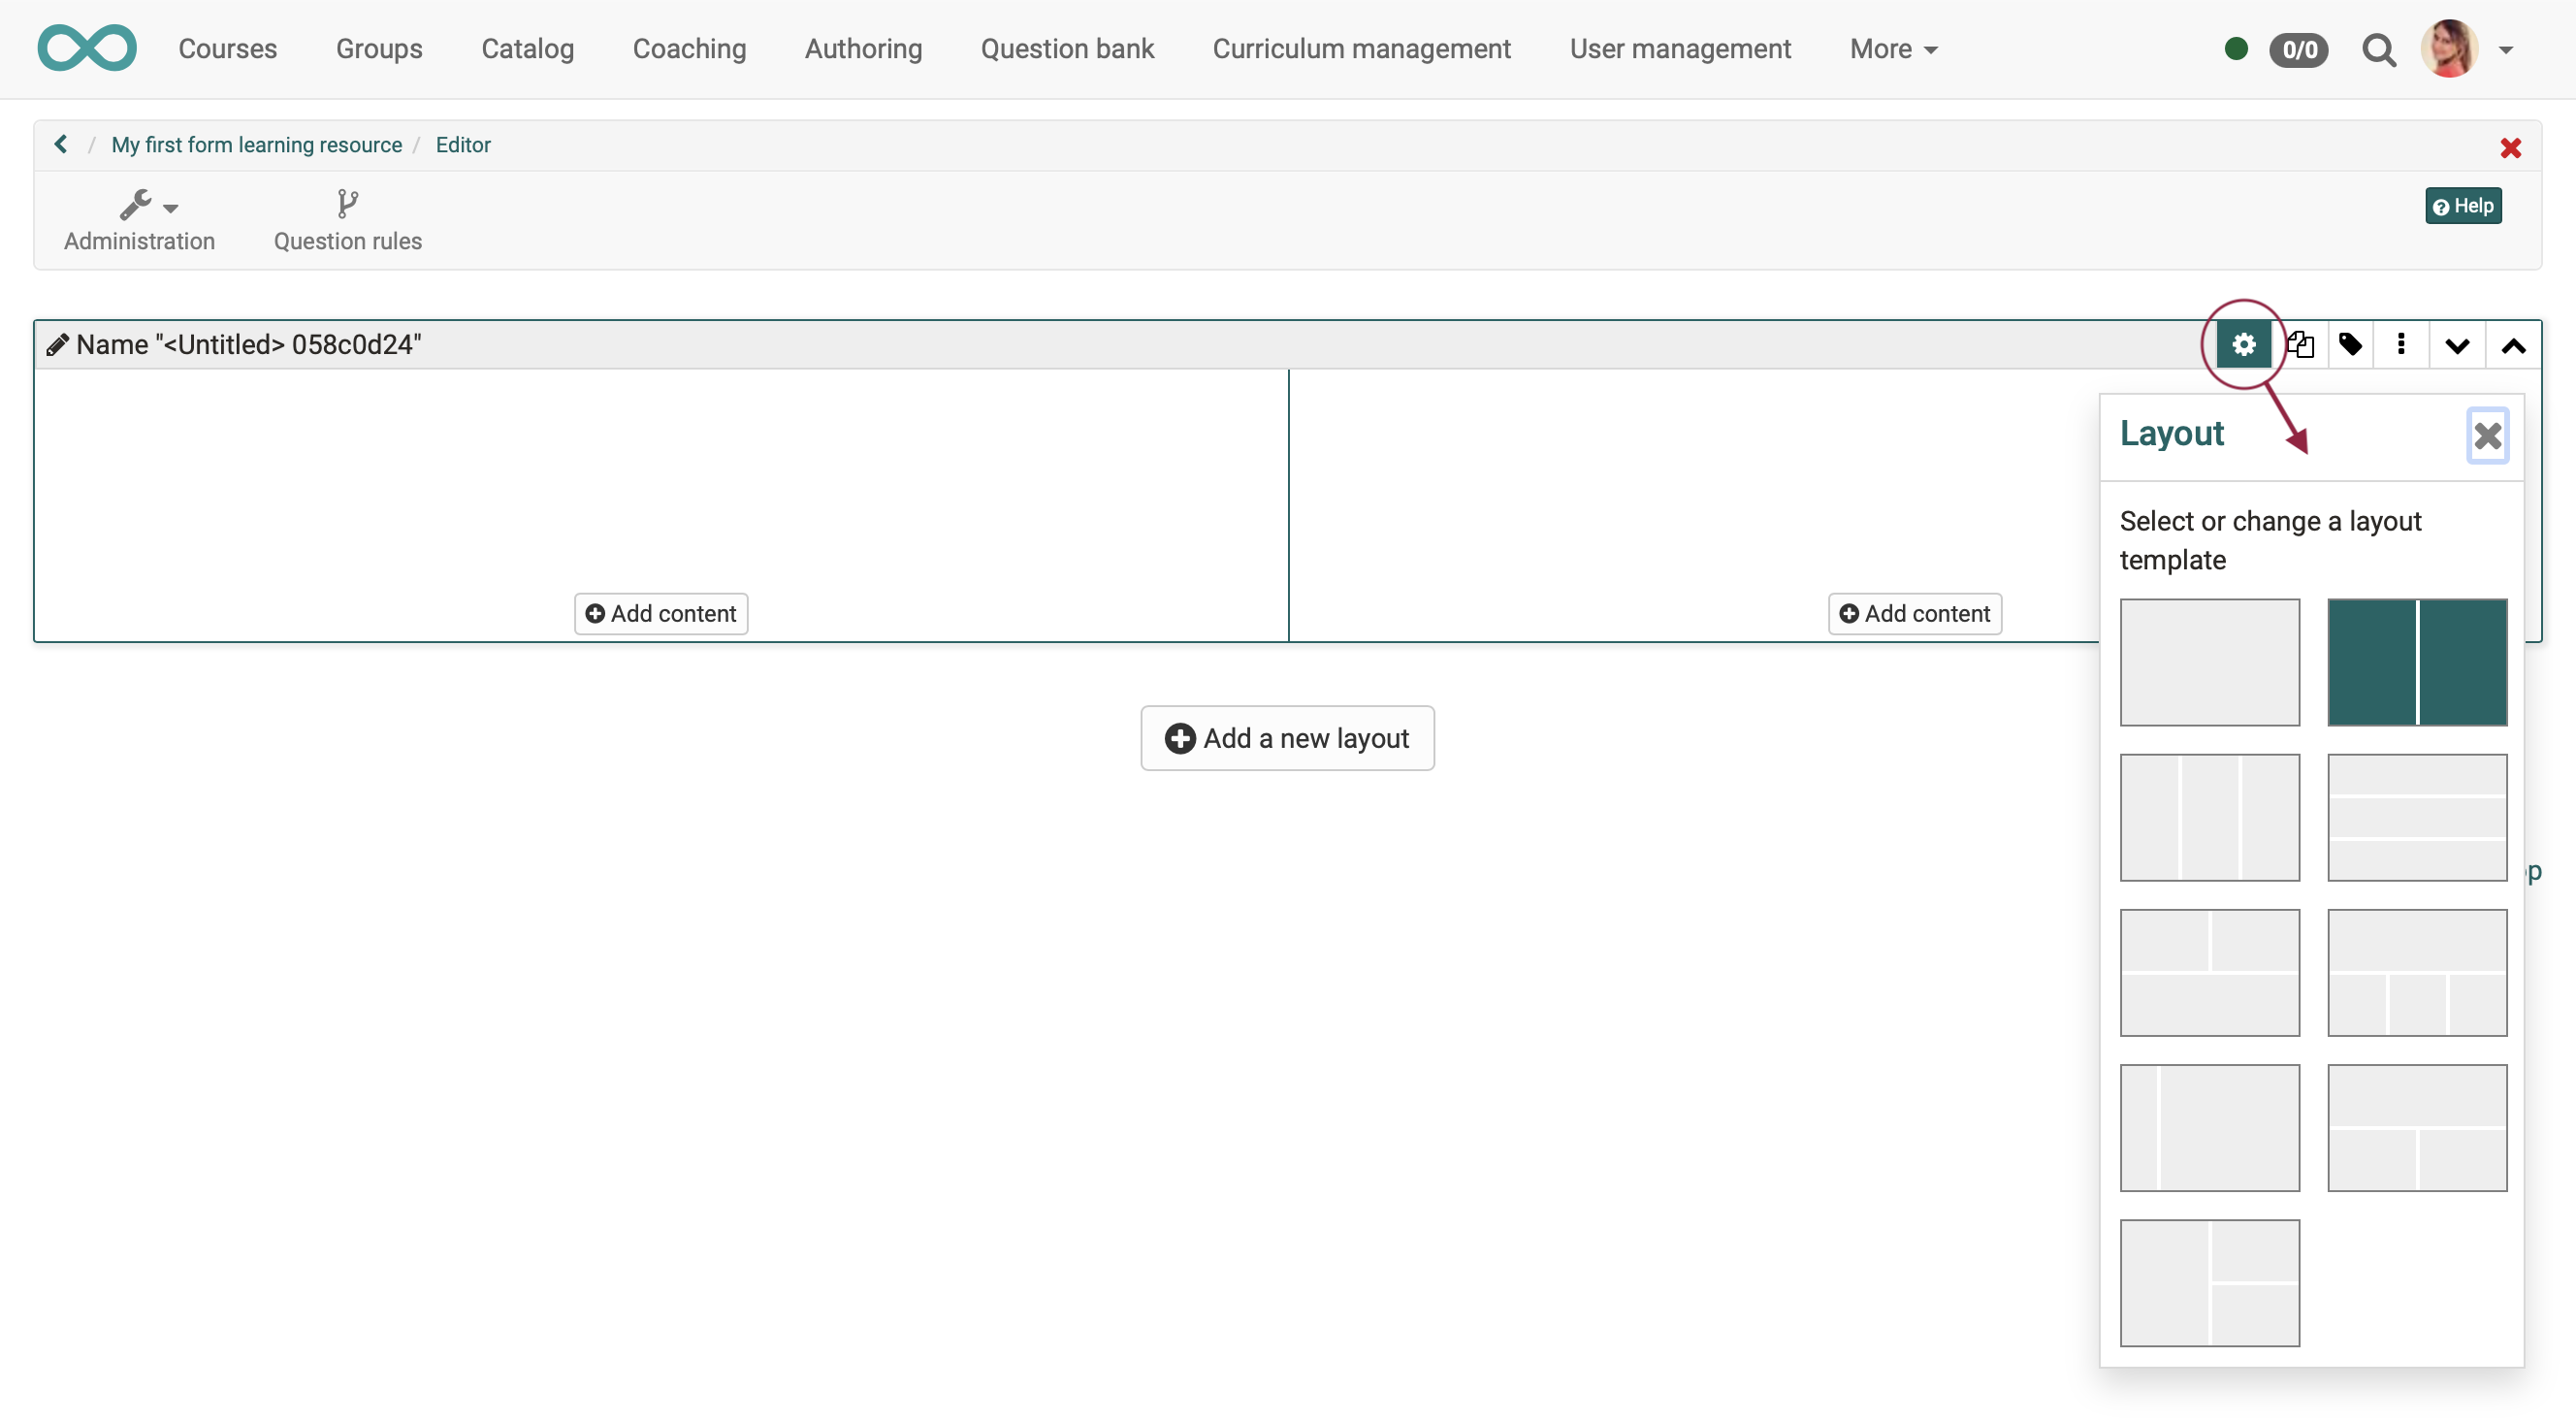 Courses Groups Catalog Coaching Authoring Question bank Curriculum management User management More 0/0
/ My first form learning resource / Editor
Administration Question rules Help
Name "<Untitled> 058c0d24"
Layout
Select or change a layout
template
Add content Add content
Add a new layout
p